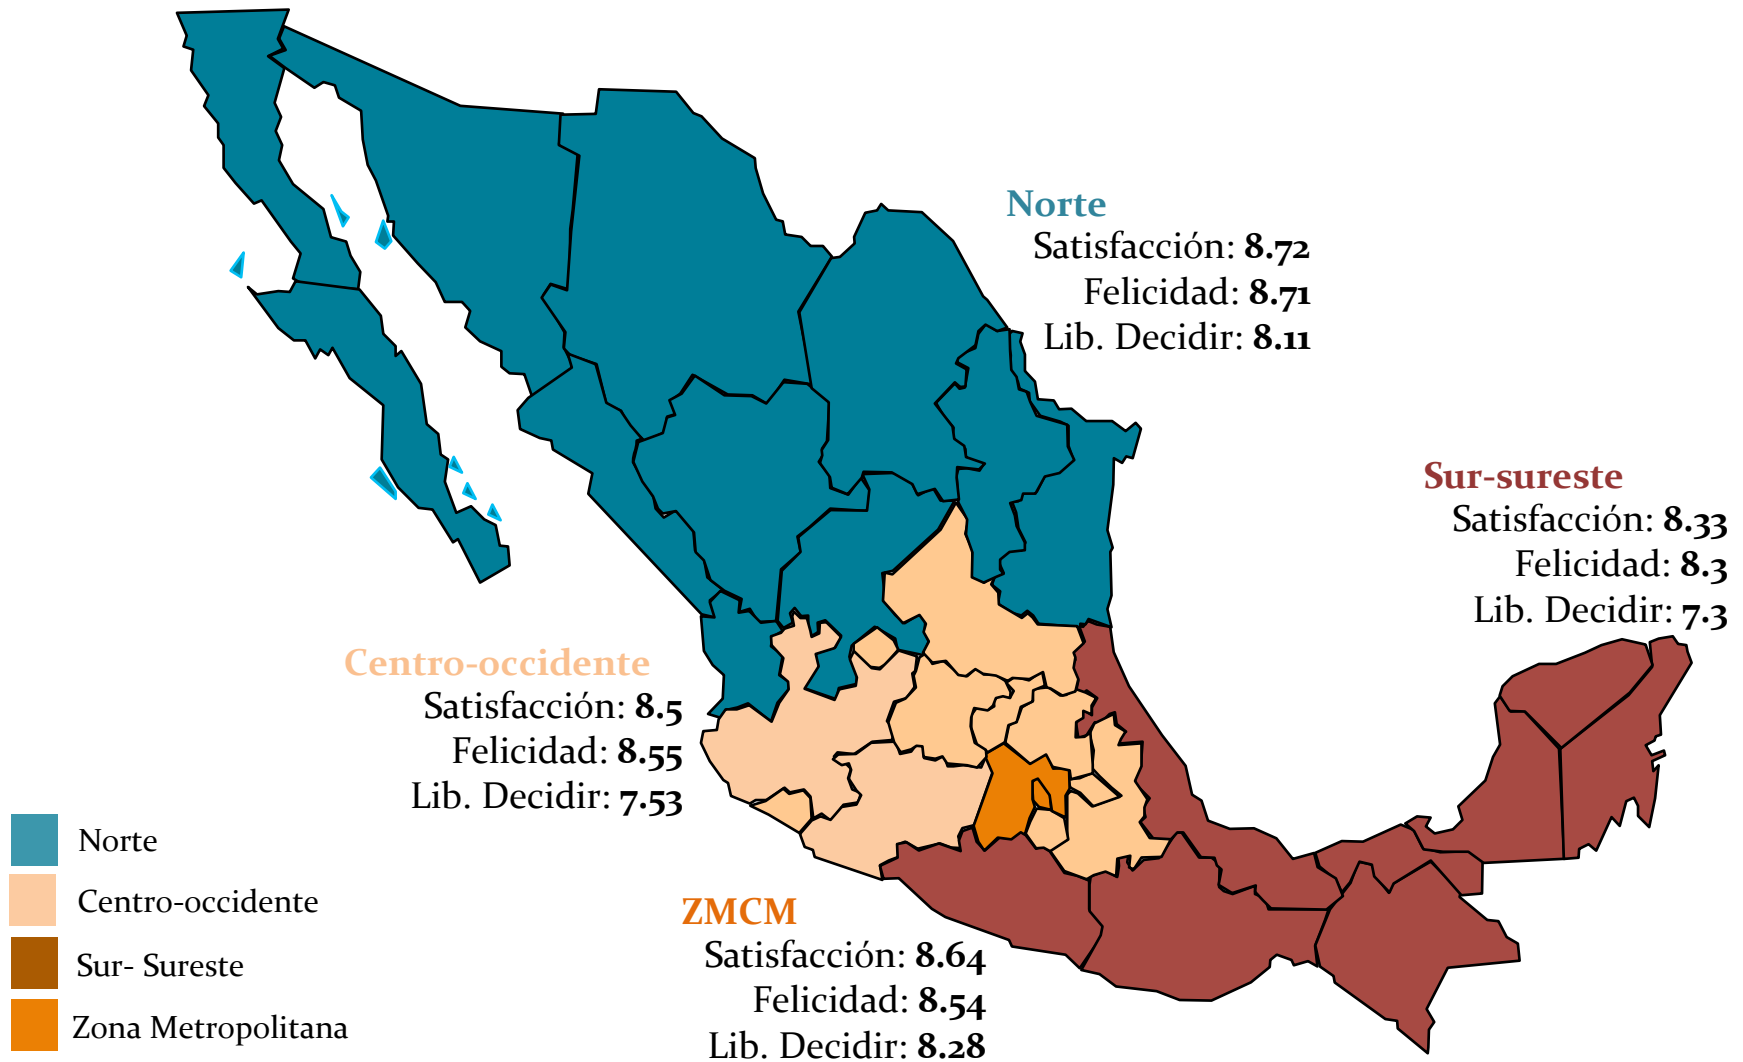 Norte
Satisfacción: 8.72
Felicidad: 8.71
Lib. Decidir: 8.11
Sur-sureste
Satisfacción: 8.33
Felicidad: 8.3
Lib. Decidir: 7.3
Centro-occidente
Satisfacción: 8.5
Felicidad: 8.55
Lib. Decidir: 7.53
ZMCM
Satisfacción: 8.64
Felicidad: 8.54
Lib. Decidir: 8.28
Norte
Centro-occidente
Sur- Sureste
Zona Metropolitana